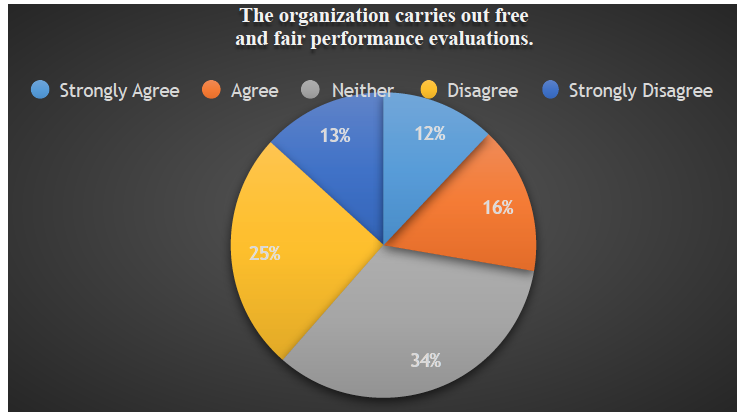 The organization carries out free
and fair performance evaluations.
Strongly Agree Agree Neither Disagree Strongly Disagree
13% 12%
16%
25%
34%